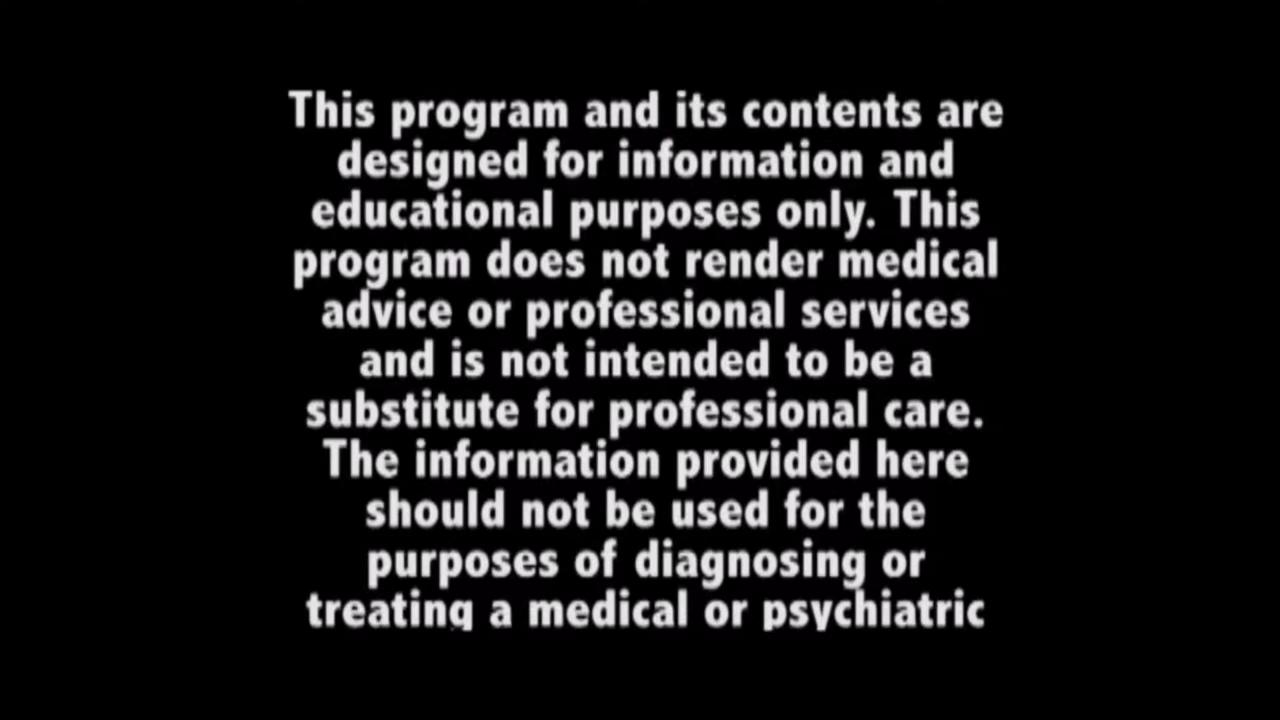 This program and its contents are
designed for information and
educational purposes only. This
program does not render medical
advice or professional services
and is not intended to be a
substitute for professional care.
The information provided here
should not be used for the
purposes of diagnosing or
treating a medical or psychiatric